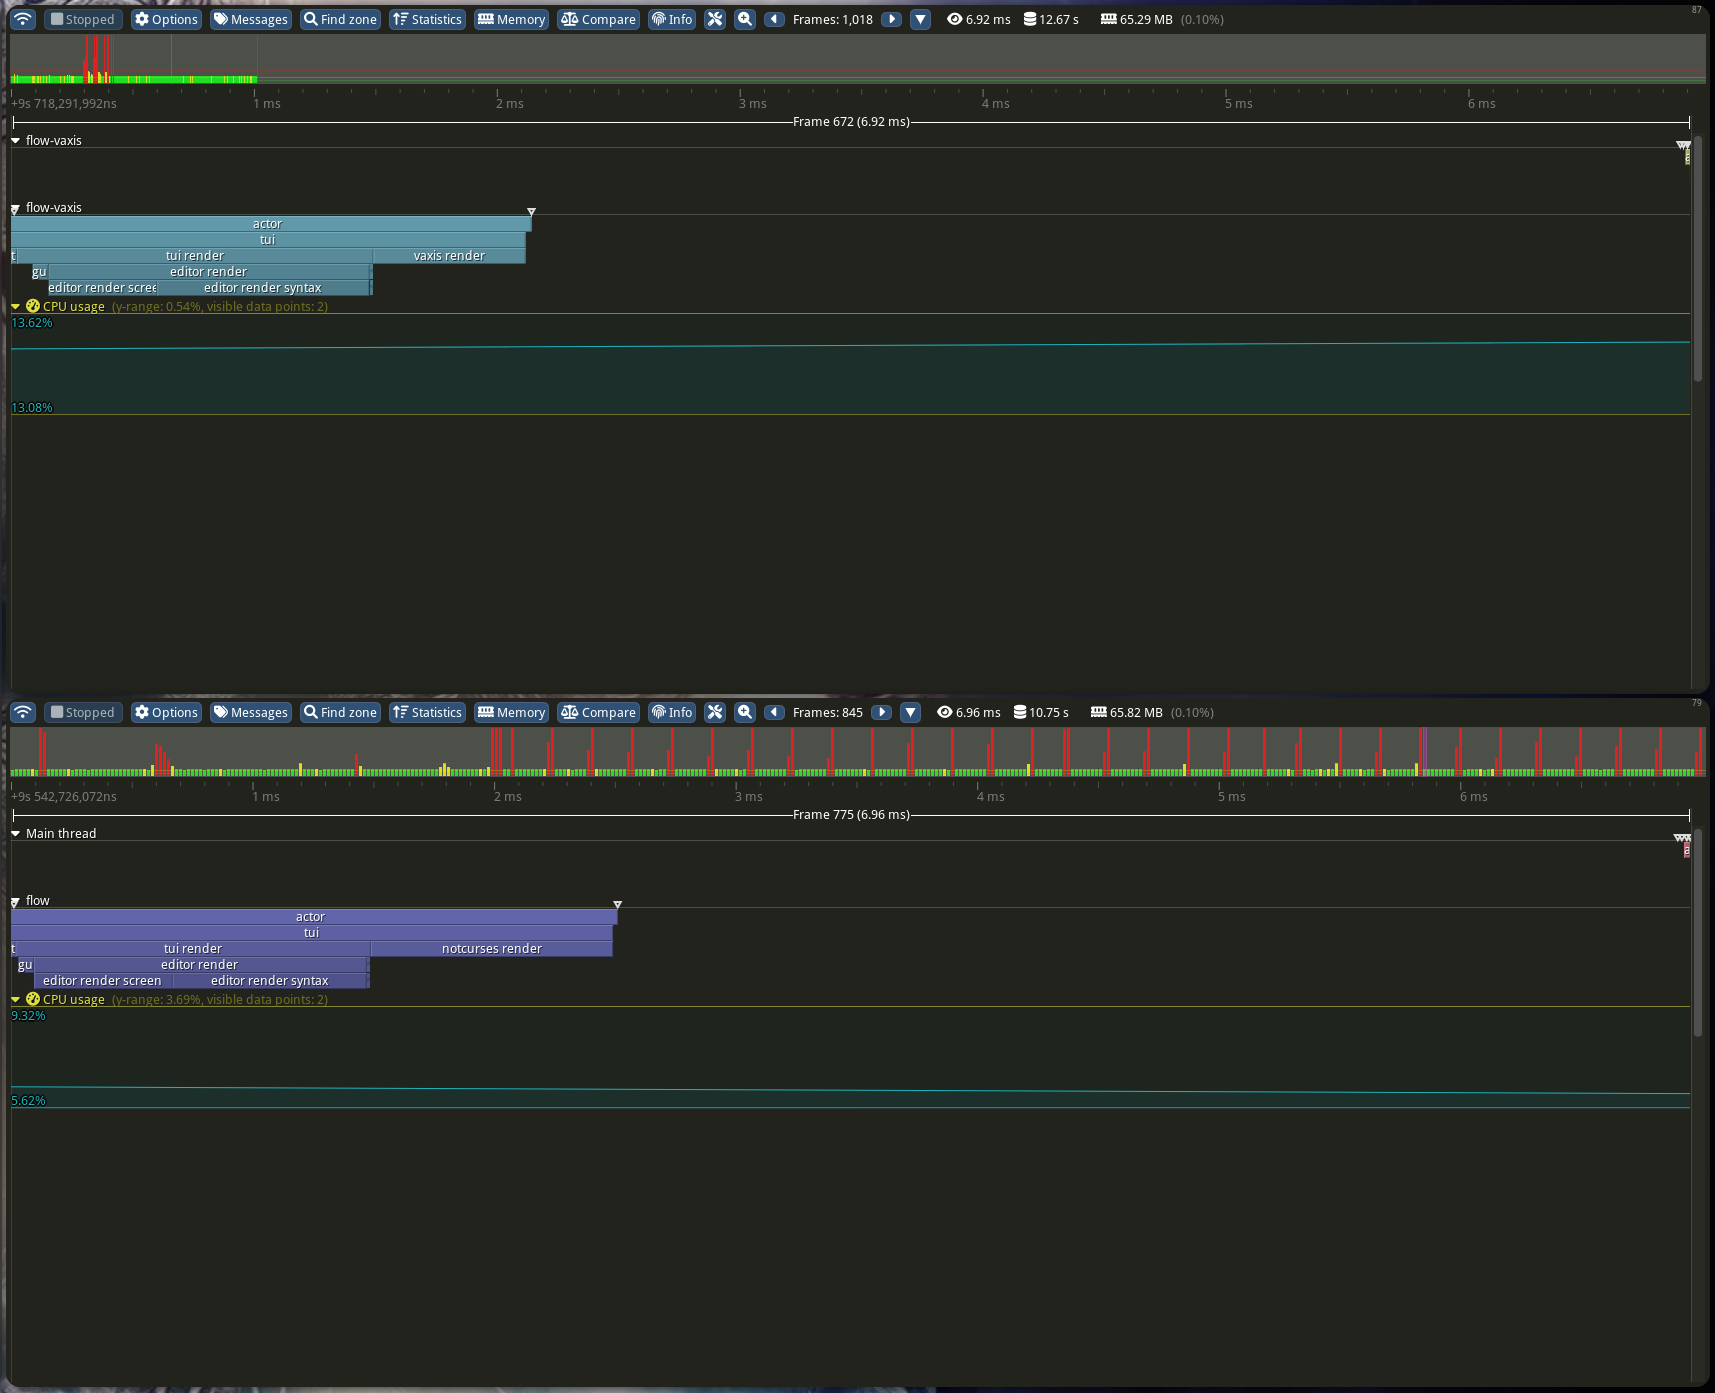 87
Stopped Options Messages Find zone Statistics Memory Compare Info Frames: 1,018 6.92 ms 12.67 s 65.29 MB (0.10%)
+9s 718,291,992ns 1 ms 2 ms 3 ms 4 ms 5 ms 6 ms
Frame 672 (6.92 ms)
flow-vaxis
flow-vaxis
actor
tui
t tui render vaxis render
gu editor render
editor render scree editor render syntax
CPU usage (y-range: 0.54%, visible data points: 2)
13.62%
13.08%
79
Stopped Options Messages Find zone Statistics Memory Compare Info Frames: 845 6.96 ms 10.75 s 65.82 MB (0.10%)
+9s 542,726,072ns 1 ms 2 ms 3 ms 4 ms 5 ms 6 ms
Frame 775 (6.96 ms)
Main thread
a
flow
actor
tui
t tui render notcurses render
gu editor render
editor render screen editor render syntax
CPU usage (y-range: 3.69%, visible data points: 2)
9.32%
5.62%